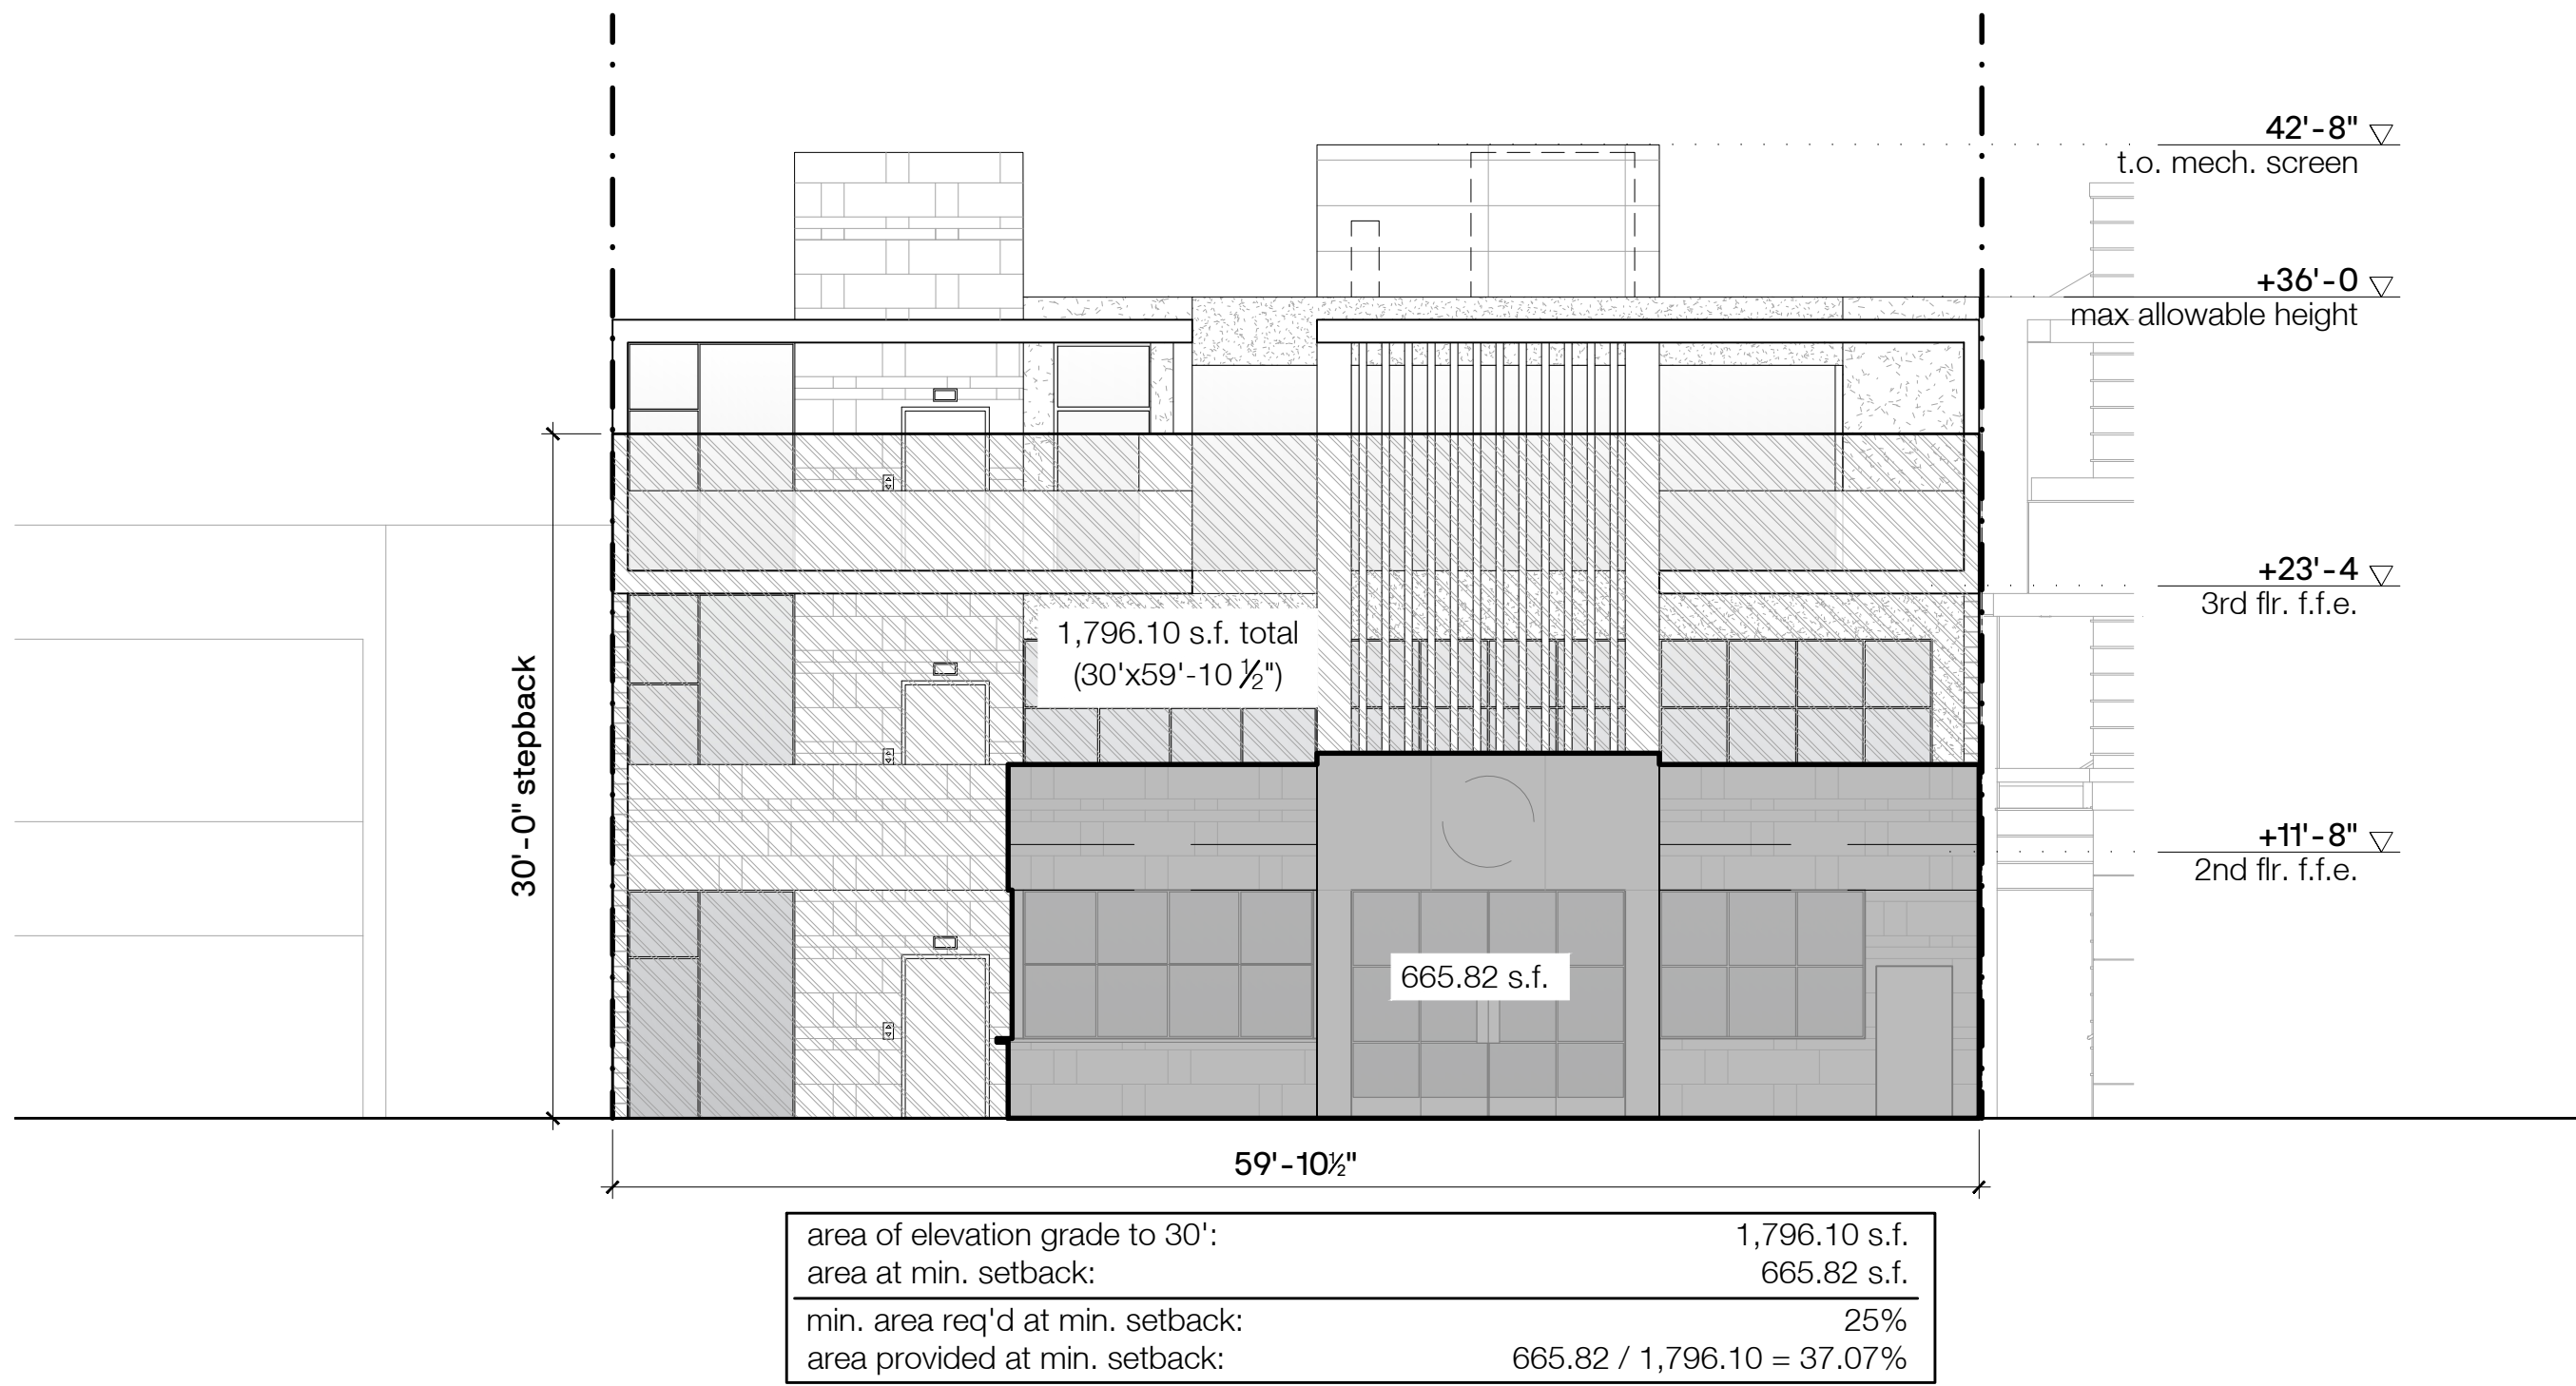 42'-8"
t.o. mech. screen
+36'-0
max allowable height
+23'-4
3rd flr. f.f.e.
1,796.10 s.f. total
(30'x59'-10 ½")
30'-0" stepback
+11'-8"
2nd flr. f.f.e.
665.82 s.f.
59'-10½"
area of elevation grade to 30': 1,796.10 s.f.
area at min. setback: 665.82 s.f.
min. area req'd at min. setback: 25%
area provided at min. setback: 665.82 / 1,796.10 = 37.07%